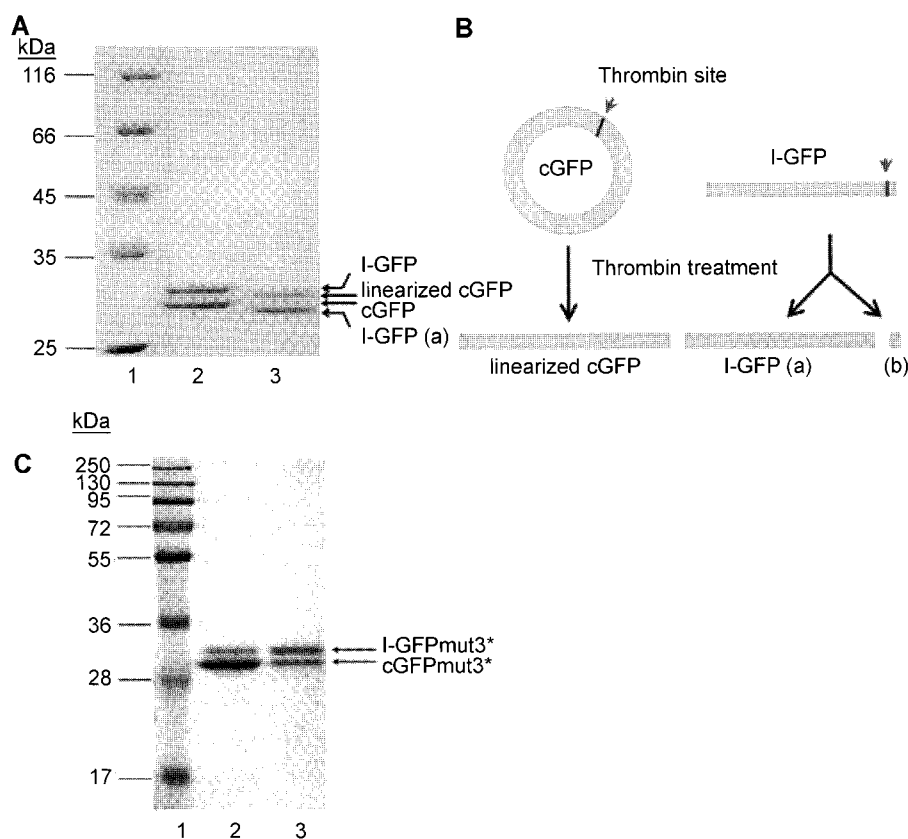 A
kDa
116
66
45
35
25
l-GFP
linearized cGFP
cGFP
l-GFP (a)
1 2 3
B
Thrombin site
cGFP
l-GFP
Thrombin treatment
linearized cGFP
l-GFP (a)
(b)
kDa
C
250
130
95
72
55
36
28
17
l-GFPmut3*
cGFPmut3*
1 2 3